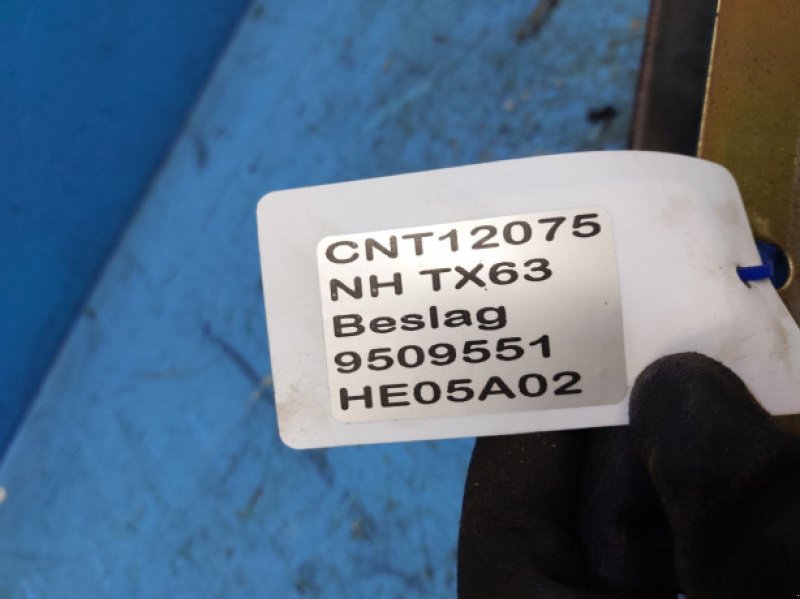 CNT12075
NH TX63
Beslag
9509551
HE05A02